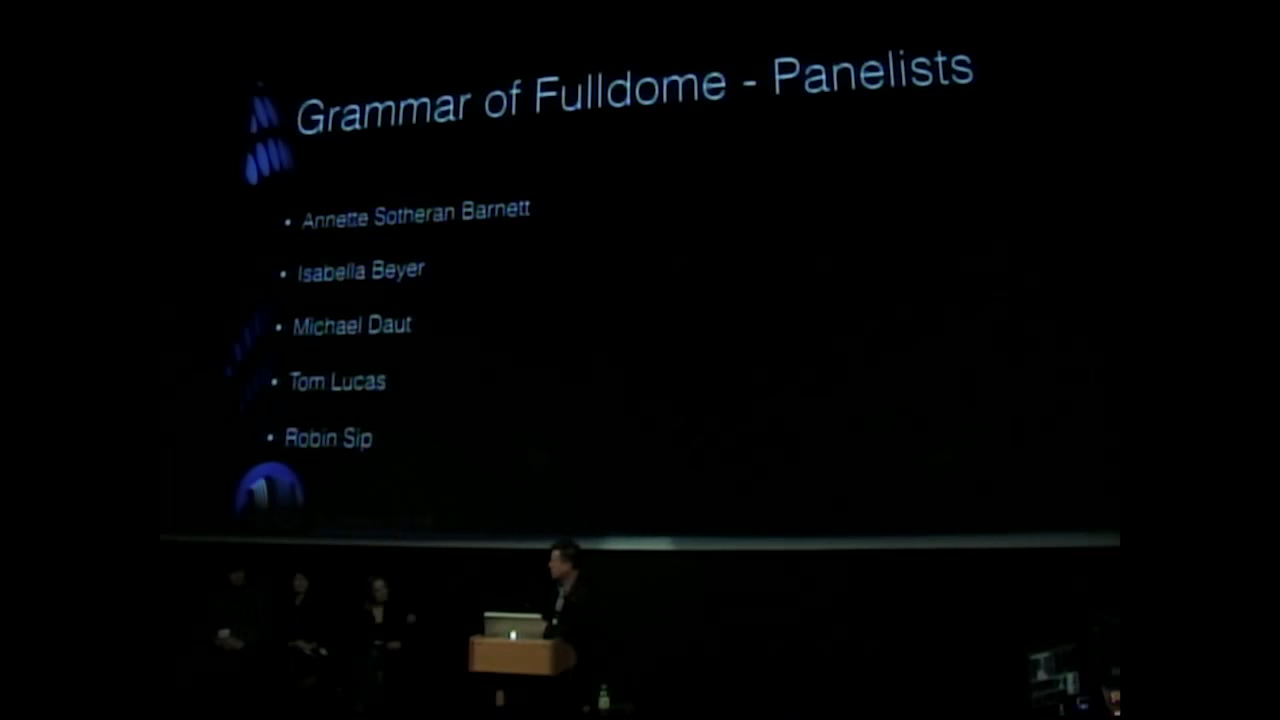 Grammar of Fulldome - Panelists
• Annette Sotheran Barnett
• Isabella Beyer
• Michael Daut
• Tom Lucas
• Robin Sip